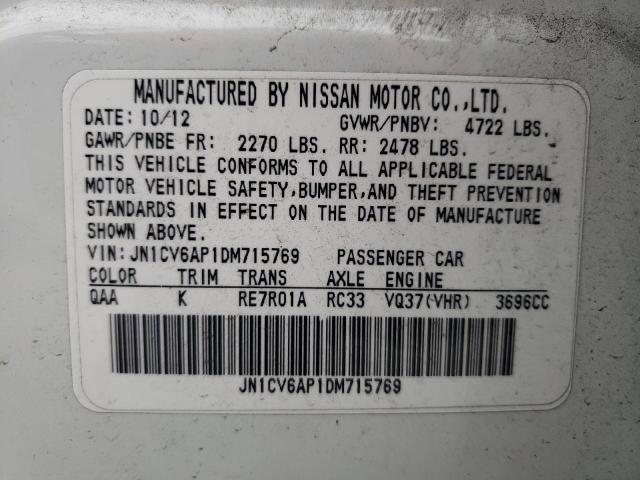 MANUFACTURED BY NISSAN MOTOR CO.,LTD.
DATE: 10/12 GVWR/PNBV: 4722 LBS.
GAWR/PNBE FR: 2270 LBS. RR: 2478 LBS.
THIS VEHICLE CONFORMS TO ALL APPLICABLE FEDERAL
MOTOR VEHICLE SAFETY,BUMPER,AND THEFT PREVENTION
STANDARDS IN EFFECT ON THE DATE OF MANUFACTURE
SHOWN ABOVE.
VIN:JN1CV6AP1DM715769 PASSENGER CAR
COLOR TRIM TRANS AXLE ENGINE
QAA K RE7R01A RC33 VQ37(VHR) 3696CC
JN1CV6AP1DM715769